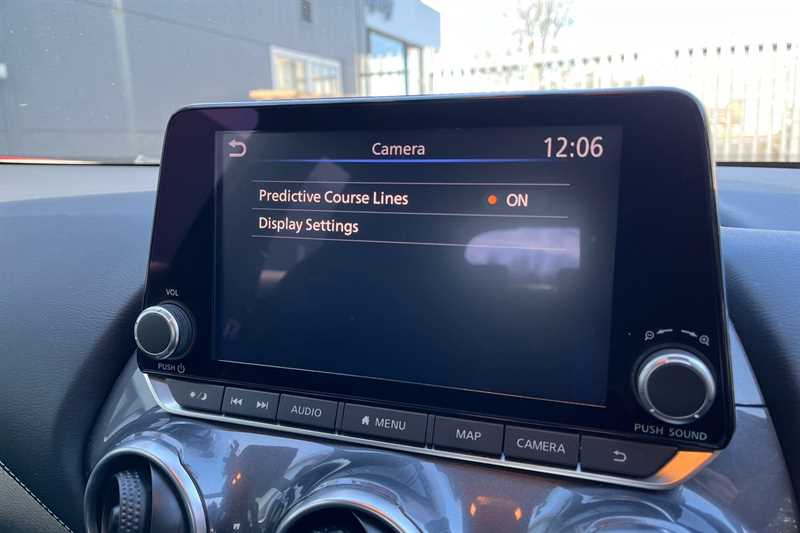 Camera 12:06
Predictive Course Lines ON
Display Settings
VOL
PUSH
AUDIO
MENU
MAP
CAMERA
PUSH SOUND